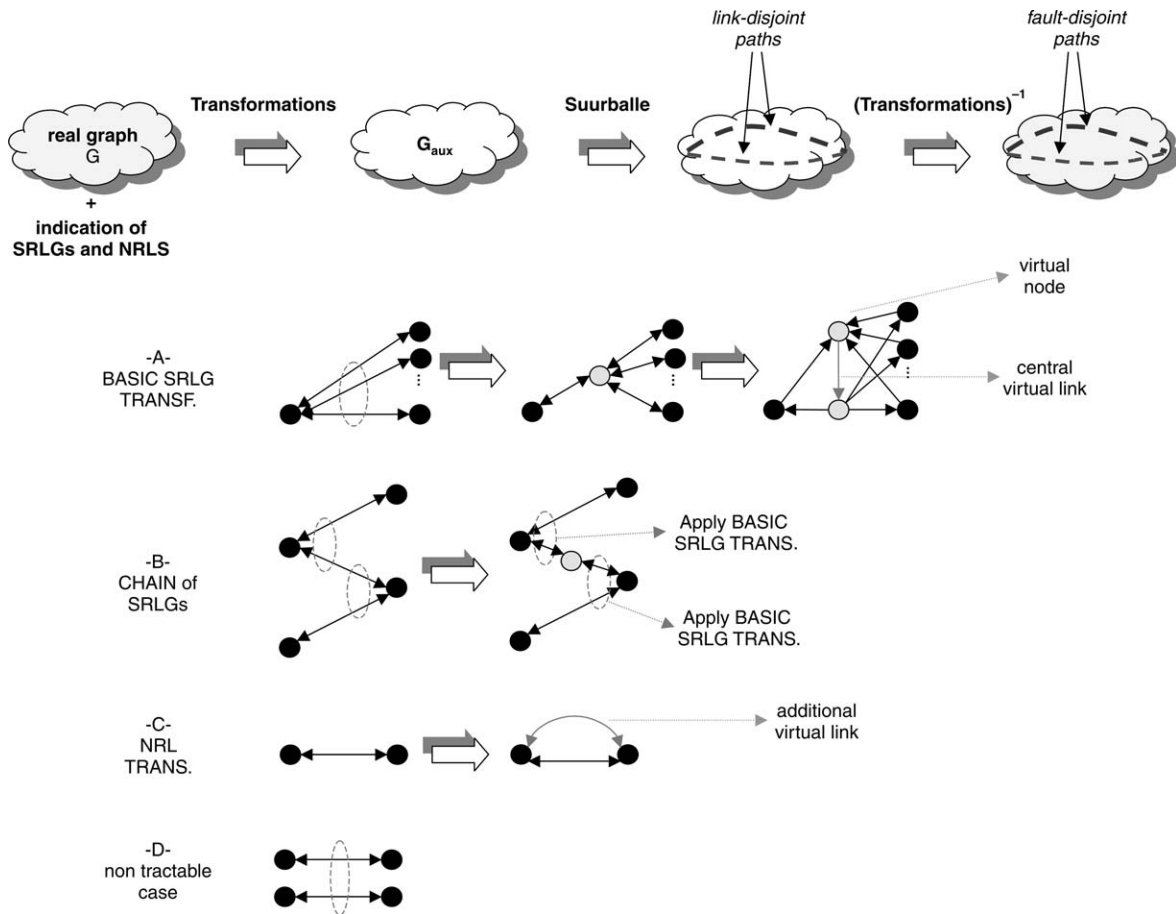 link-disjoint
paths
fault-disjoint
paths
Transformations
Suurballe
(Transformations)⁻¹
real graph
G
G_aux
+
indication of
SRLGs and NRLS
virtual
node
-A-
BASIC SRLG
TRANSF.
central
virtual link
-B-
CHAIN of
SRLGs
Apply BASIC
SRLG TRANS.
Apply BASIC
SRLG TRANS.
-C-
NRL
TRANS.
additional
virtual link
-D-
non tractable
case